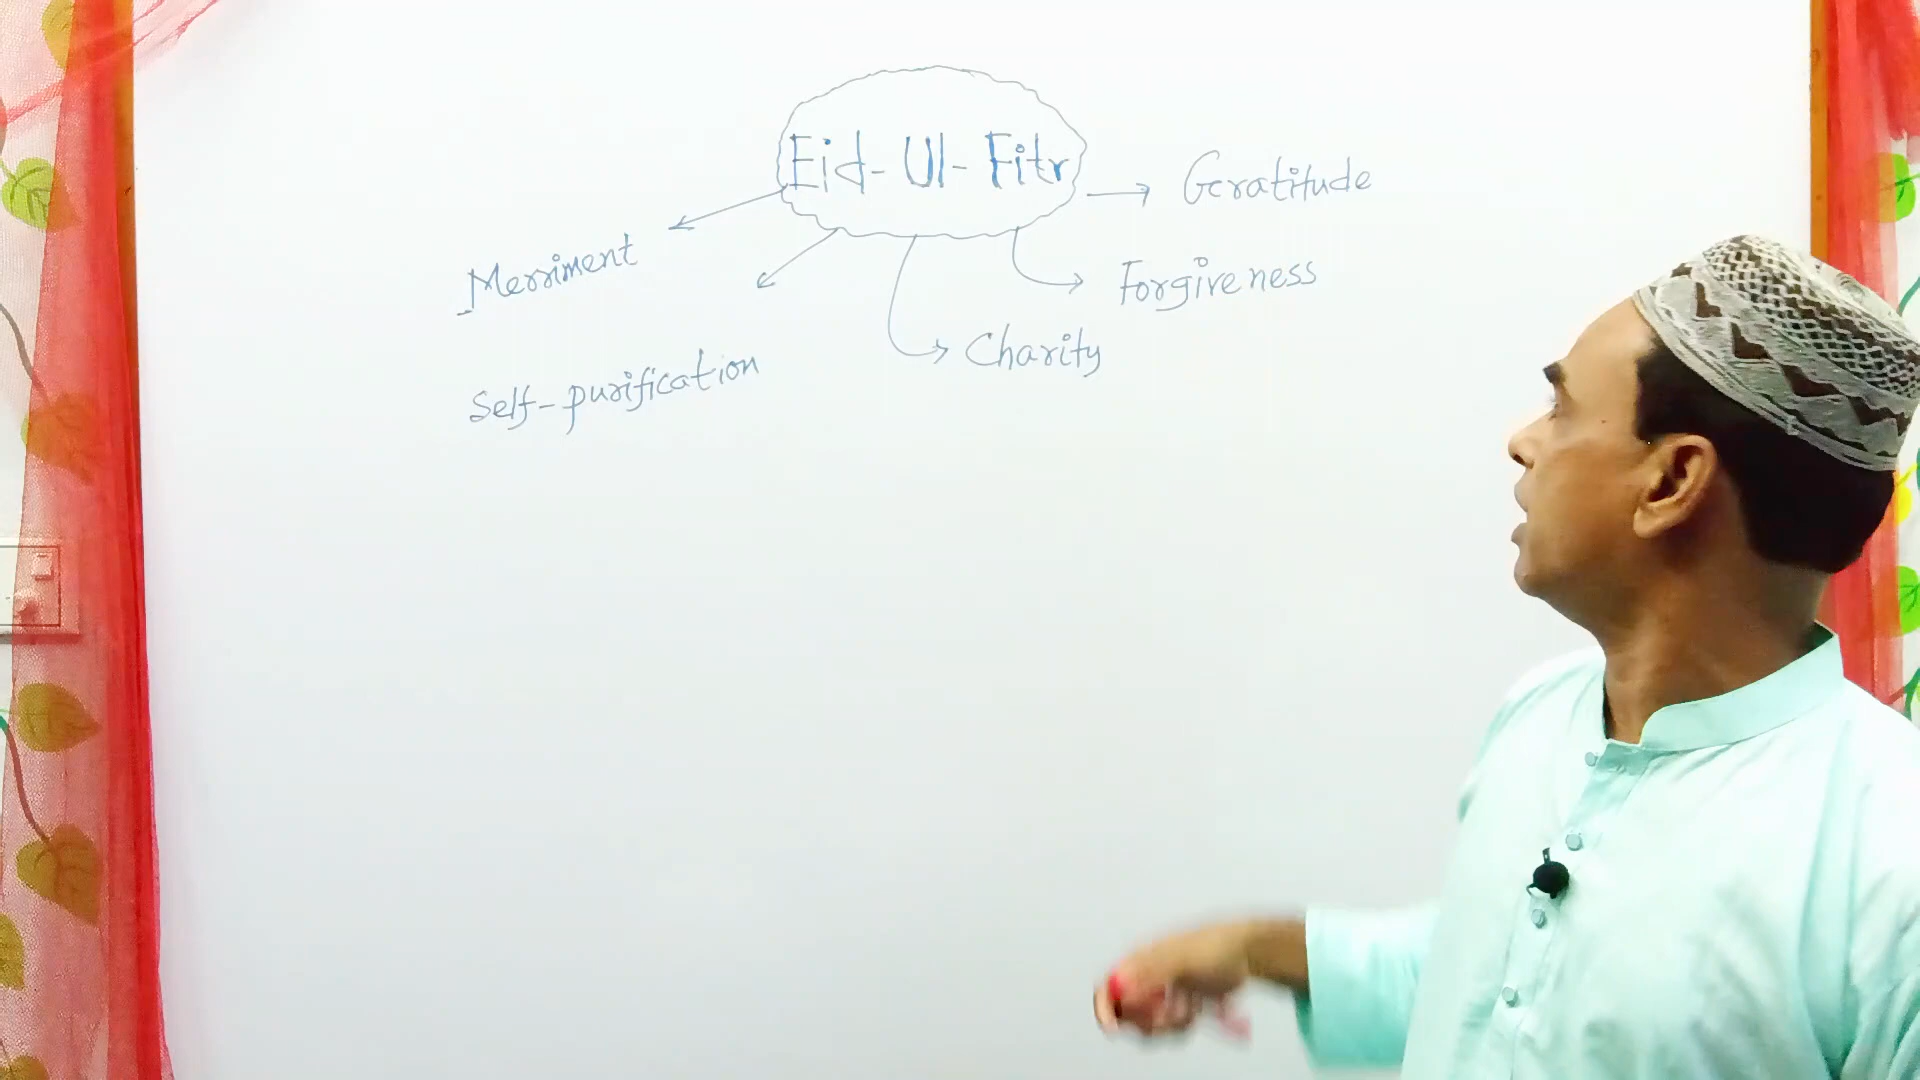 Eid-Ul-Fitr
Gratitude
Merriment
Forgiveness
Charity
Self-purification